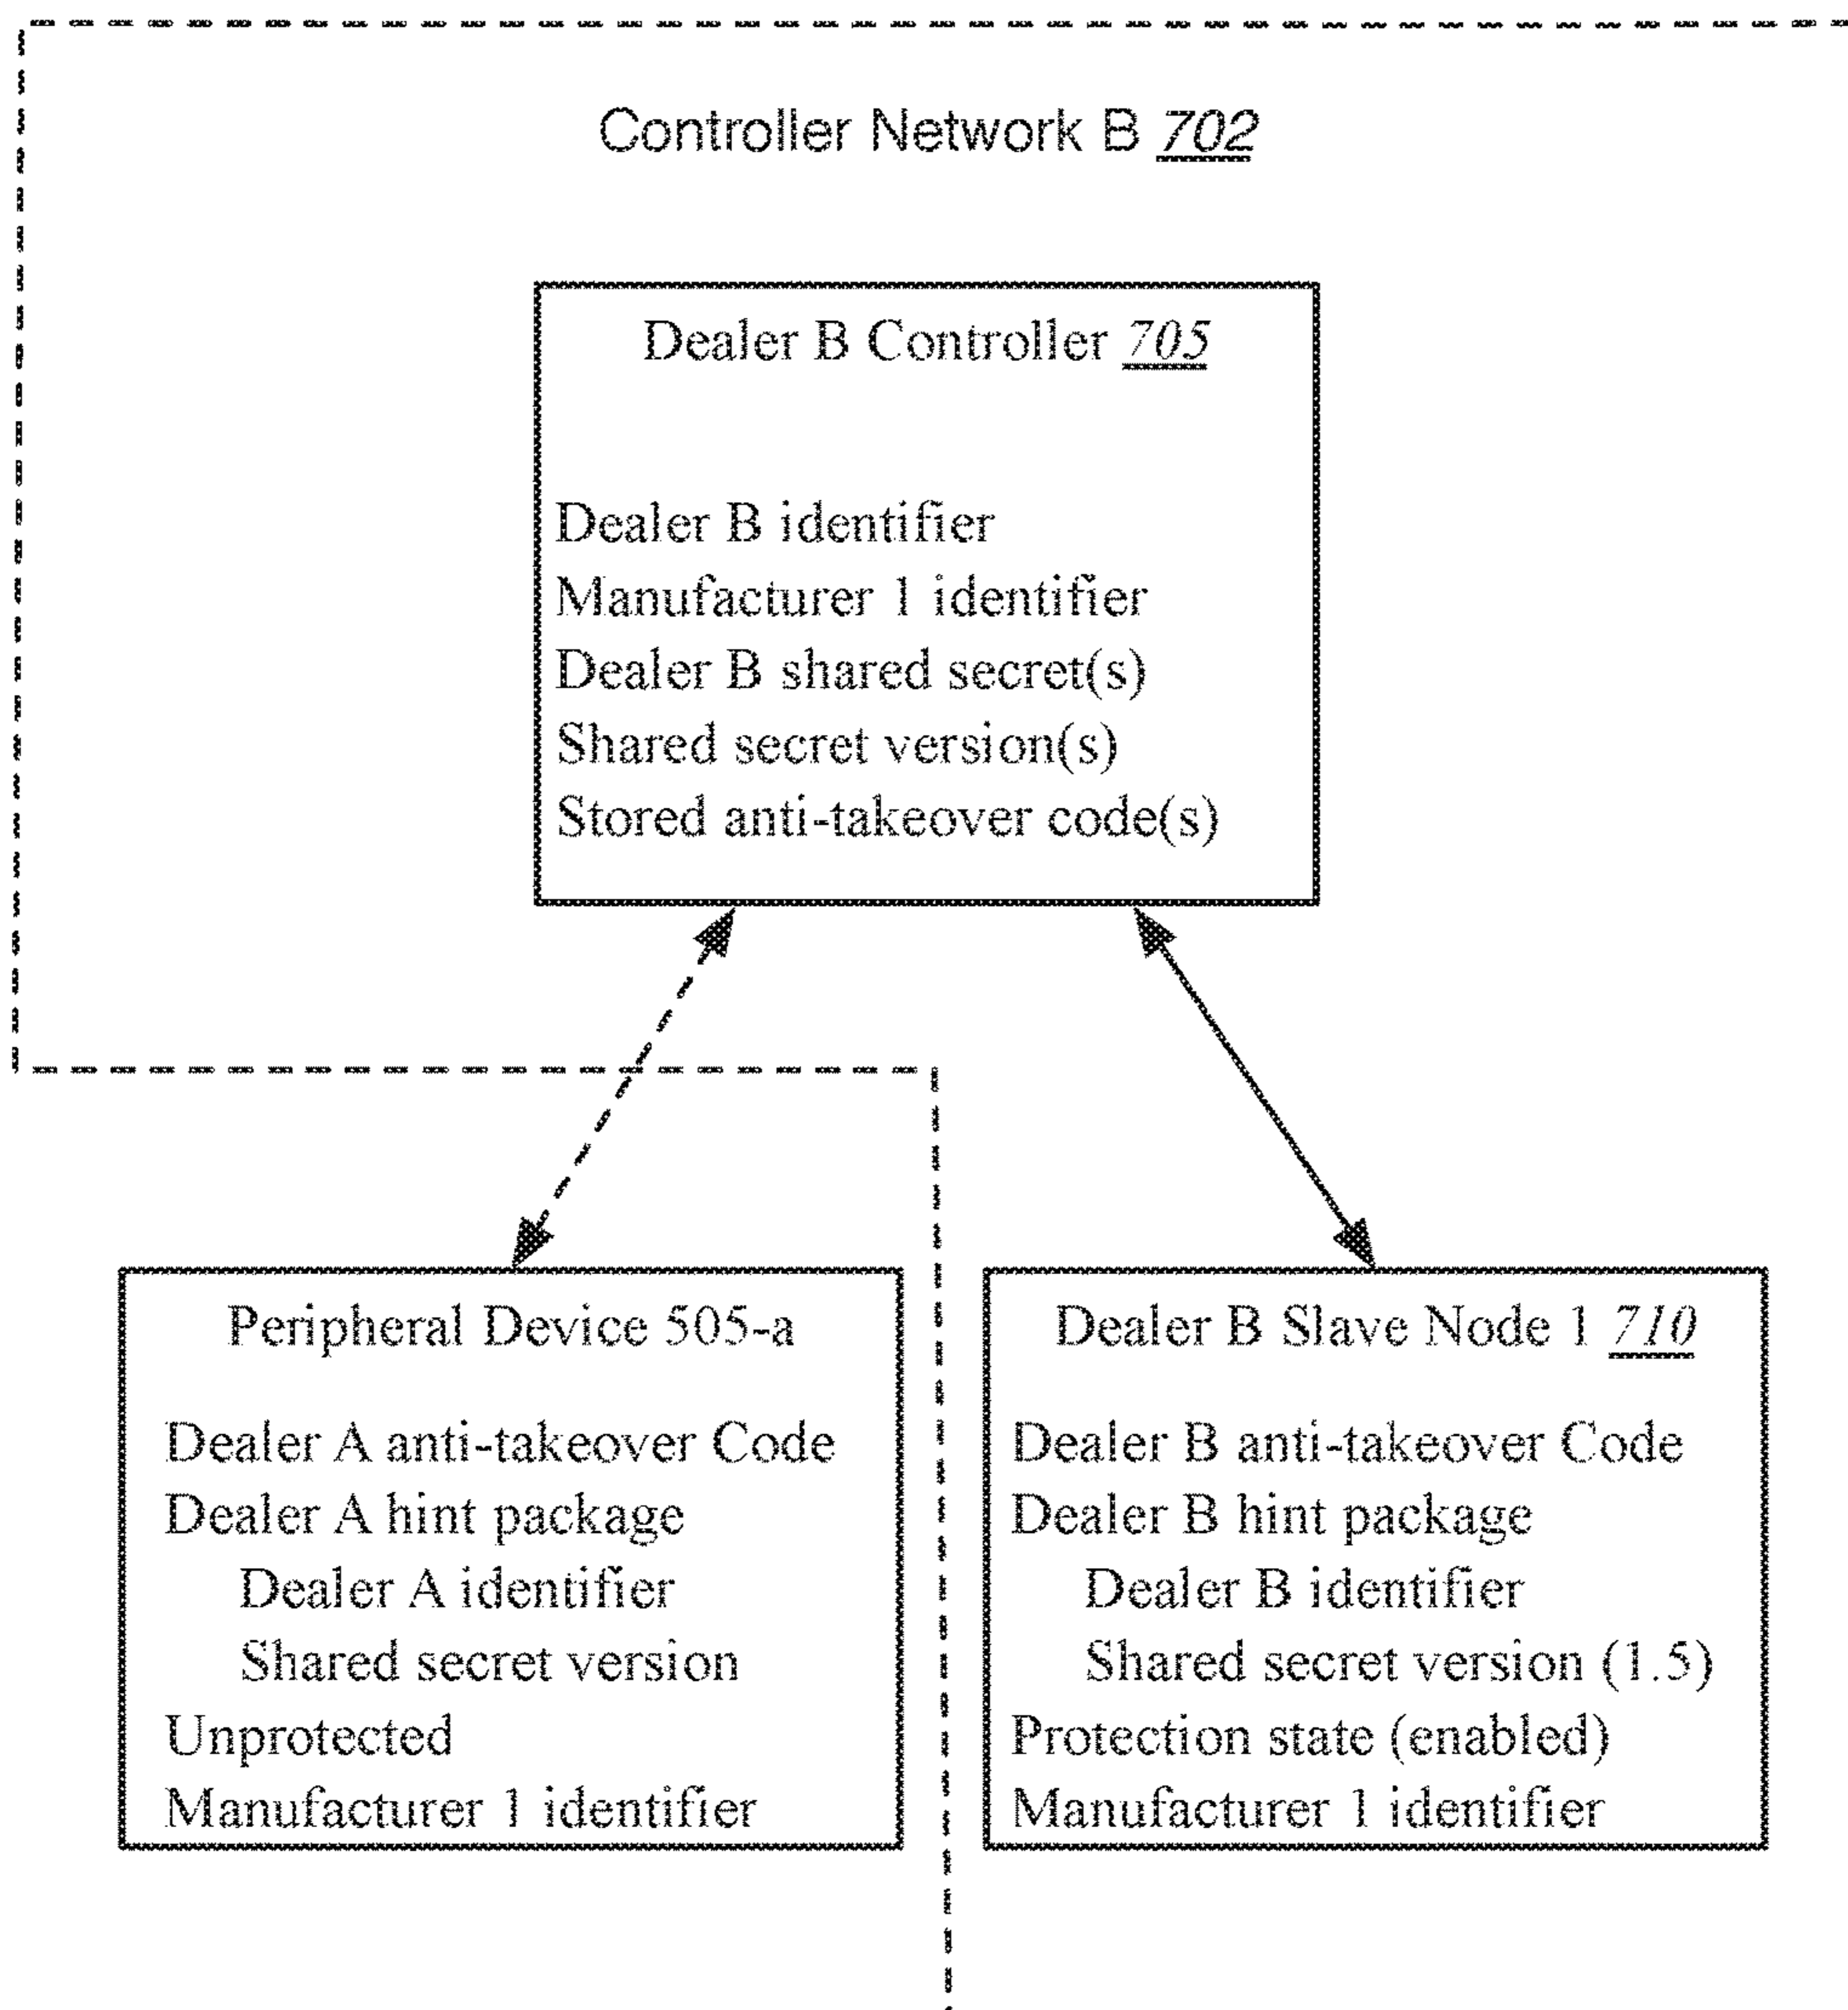 Controller Network B 702
Dealer B Controller 705
Dealer B identifier
Manufacturer 1 identifier
Dealer B shared secret(s)
Shared secret version(s)
Stored anti-takeover code(s)
Peripheral Device 505-a
Dealer A anti-takeover Code
Dealer A hint package
Dealer A identifier
Shared secret version
Unprotected
Manufacturer 1 identifier
Dealer B Slave Node 1 710
Dealer B anti-takeover Code
Dealer B hint package
Dealer B identifier
Shared secret version (1.5)
Protection state (enabled)
Manufacturer 1 identifier